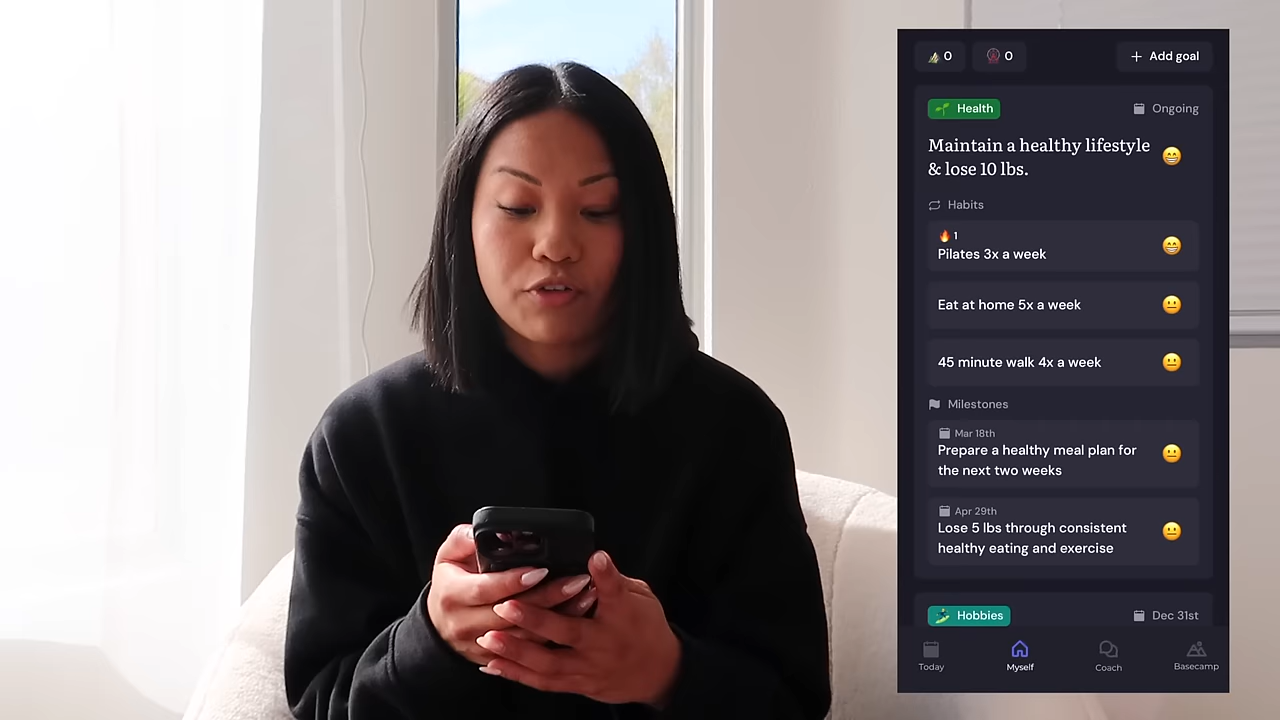 0
0
+ Add goal
Health
Ongoing
Maintain a healthy lifestyle
& lose 10 lbs.
Habits
1
Pilates 3x a week
Eat at home 5x a week
45 minute walk 4x a week
Milestones
Mar 18th
Prepare a healthy meal plan for
the next two weeks
Apr 29th
Lose 5 lbs through consistent
healthy eating and exercise
Hobbies
Dec 31st
Today
Myself
Coach
Basecamp